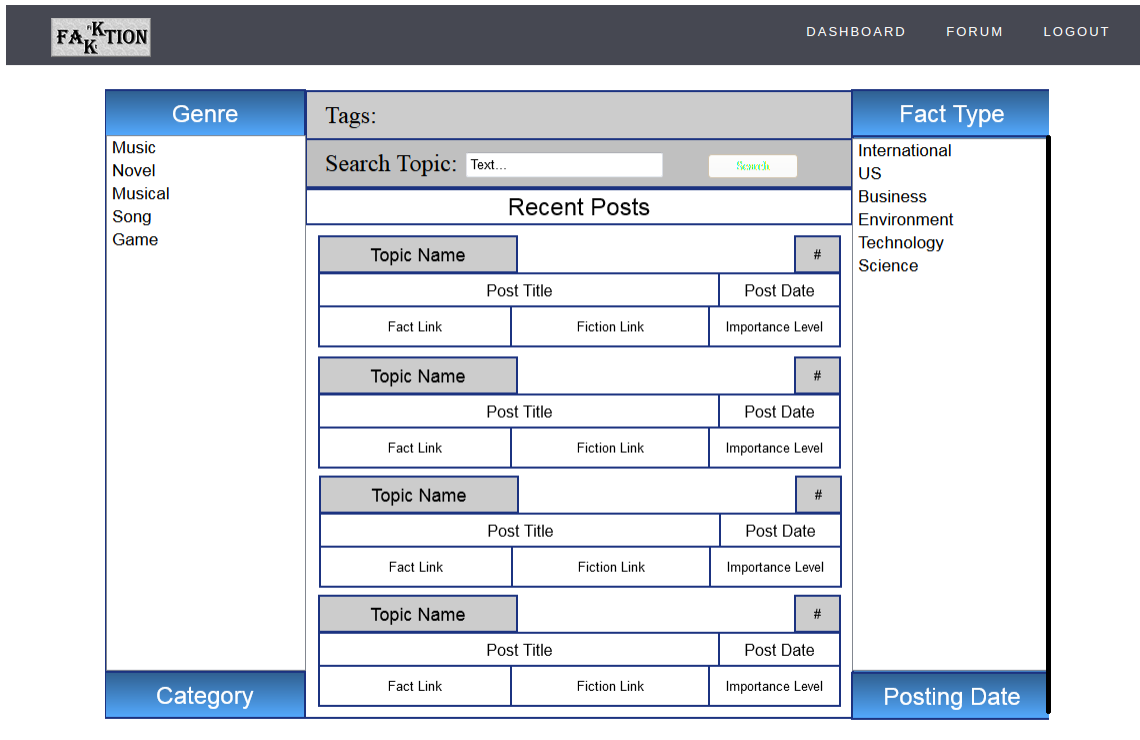 FA K TION
K
DASHBOARD FORUM LOGOUT
Genre
Music
Novel
Musical
Song
Game
Category
Tags:
Search Topic: Text... Search
Recent Posts
Topic Name #
Post Title Post Date
Fact Link Fiction Link Importance Level
Topic Name #
Post Title Post Date
Fact Link Fiction Link Importance Level
Topic Name #
Post Title Post Date
Fact Link Fiction Link Importance Level
Topic Name #
Post Title Post Date
Fact Link Fiction Link Importance Level
Fact Type
International
US
Business
Environment
Technology
Science
Posting Date